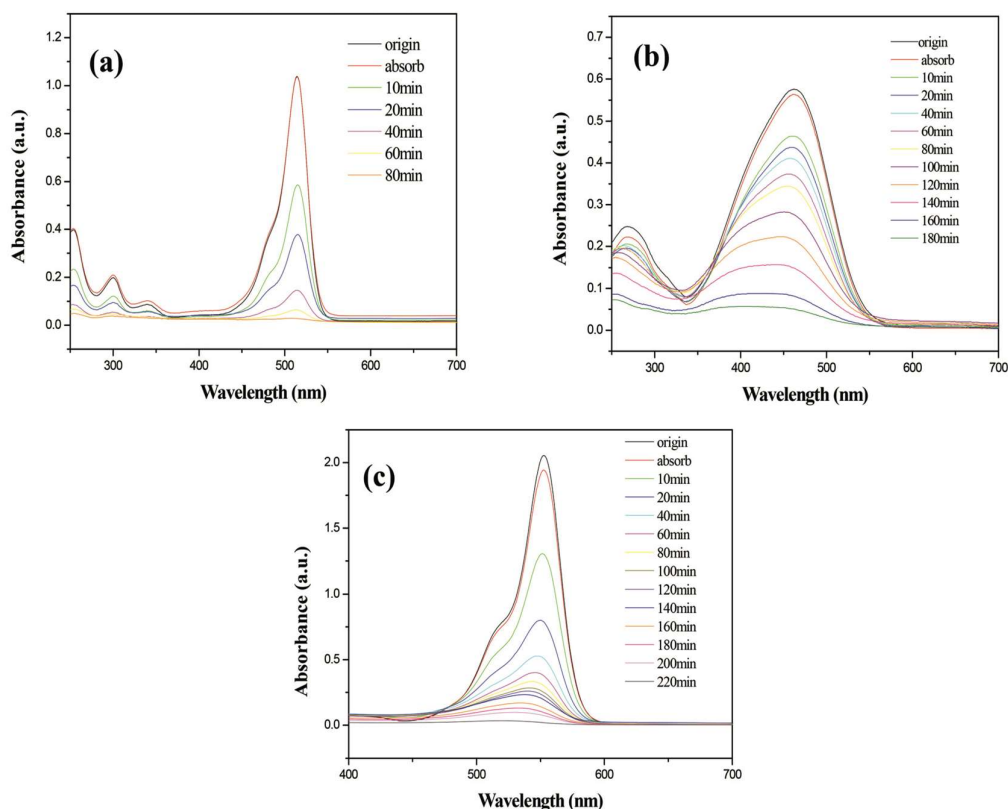 (a)
origin
absorb
10min
20min
40min
60min
80min
1.2
1.0
0.8
0.6
0.4
0.2
0.0
Absorbance (a.u.)
300
400
500
600
700
Wavelength (nm)
(b)
origin
absorb
10min
20min
40min
60min
80min
100min
120min
140min
160min
180min
0.7
0.6
0.5
0.4
0.3
0.2
0.1
0.0
Absorbance (a.u.)
300
400
500
600
700
Wavelength (nm)
(c)
origin
absorb
10min
20min
40min
60min
80min
100min
120min
140min
160min
180min
200min
220min
2.0
1.5
1.0
0.5
0.0
Absorbance (a.u.)
400
500
600
700
Wavelength (nm)